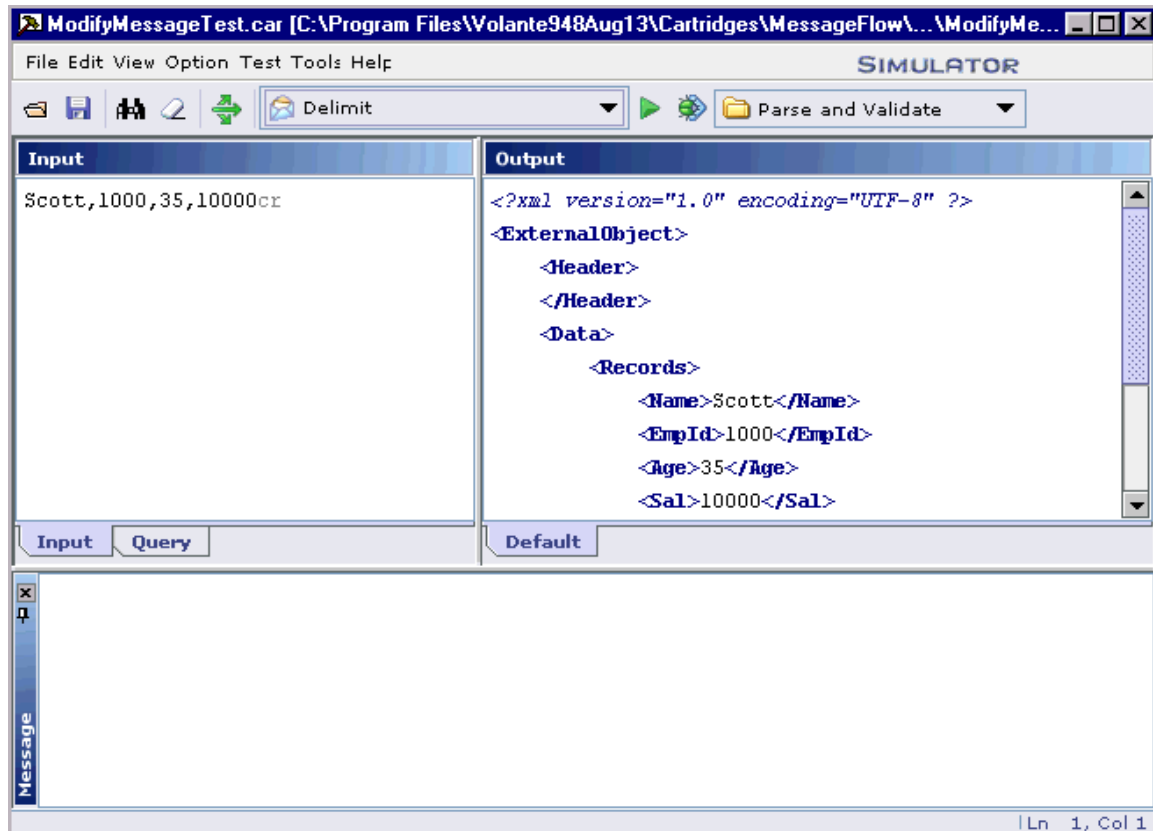 ModifyMessageTest.car [C:\Program Files\Volante948Aug13\Cartridges\MessageFlow\...\ModifyMe...
File Edit View Option Test Tools Help
SIMULATOR
Delimit
Parse and Validate
Input
Scott,1000,35,10000cr
Input
Query
Output
<?xml version="1.0" encoding="UTF-8" ?>
<ExternalObject>
<Header>
</Header>
<Data>
<Records>
<Name>Scott</Name>
<EmpId>1000</EmpId>
<Age>35</Age>
<Sal>10000</Sal>
Default
Message
Ln 1, Col 1